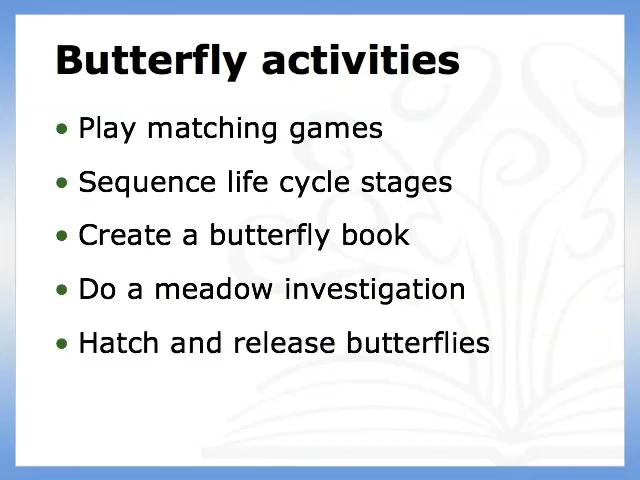 Butterfly activities
• Play matching games
• Sequence life cycle stages
• Create a butterfly book
• Do a meadow investigation
• Hatch and release butterflies